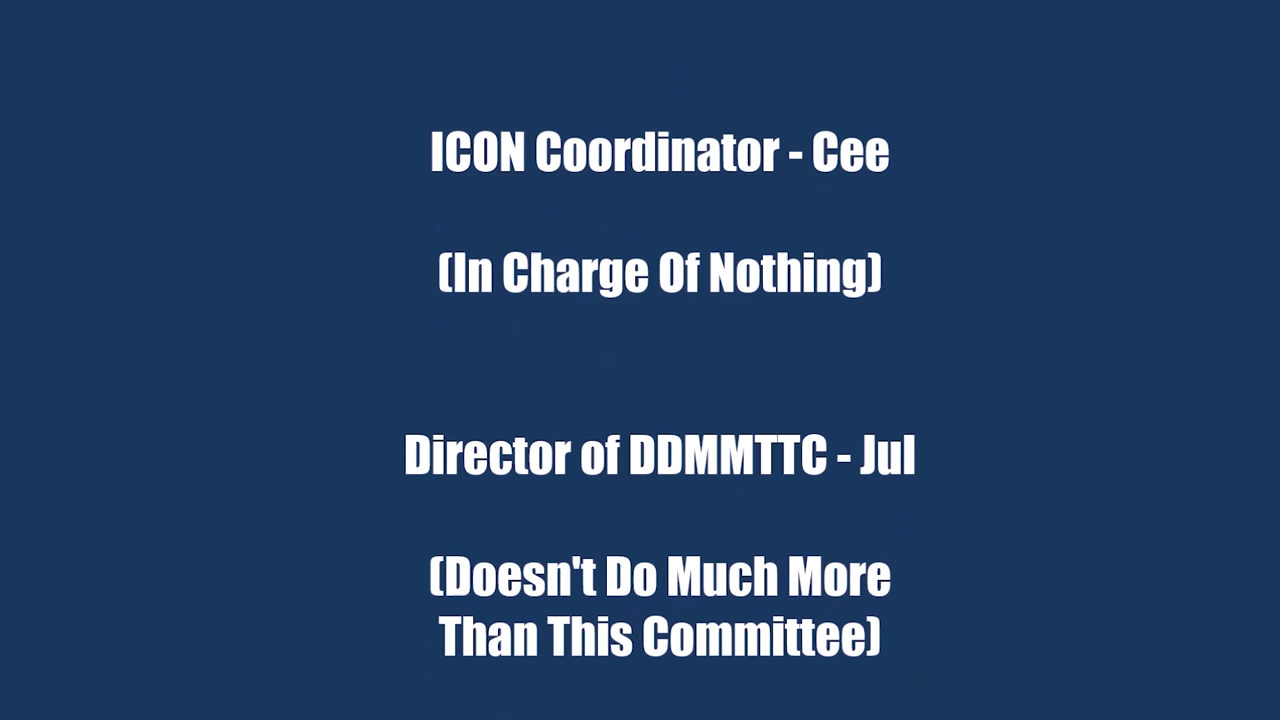 ICON Coordinator - Cee
(In Charge Of Nothing)
Director of DDMMTTC - Jul
(Doesn't Do Much More
Than This Committee)